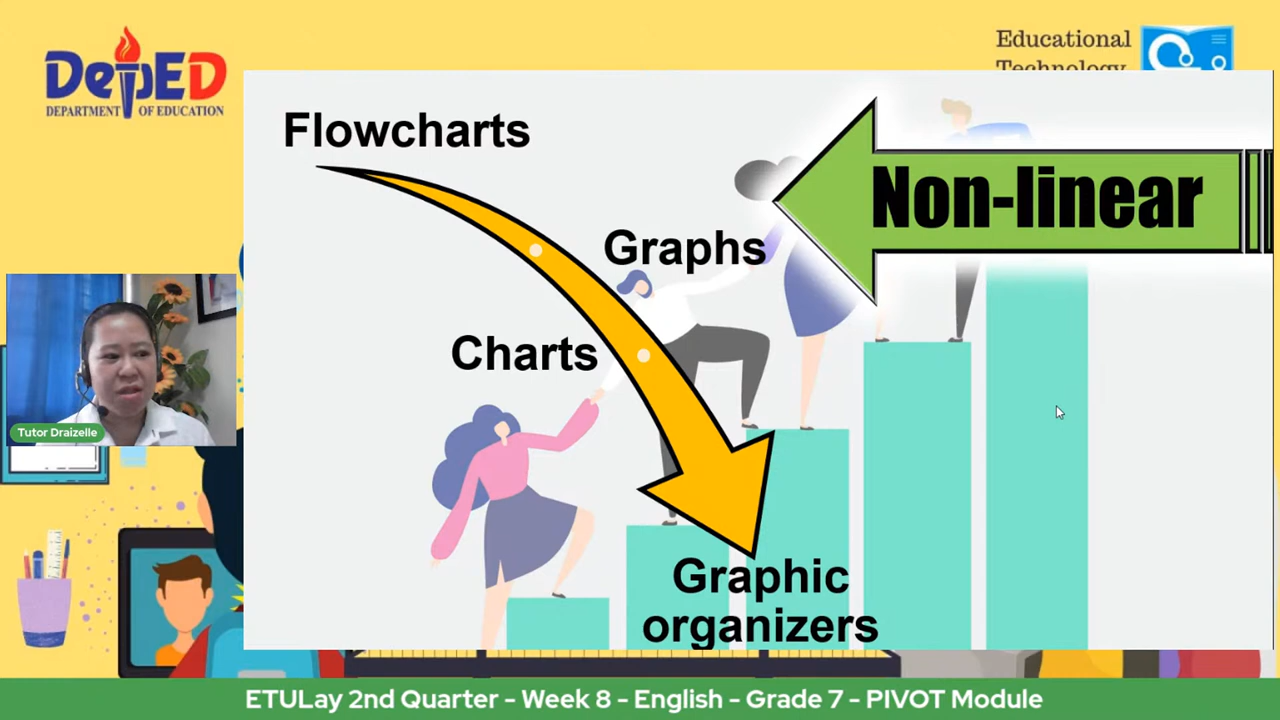 DepED
DEPARTMENT OF EDUCATION
Educational
Technology
Flowcharts
Non-linear
Graphs
Charts
Tutor Draizelle
Graphic
organizers
ETULay 2nd Quarter - Week 8 - English - Grade 7 - PIVOT Module